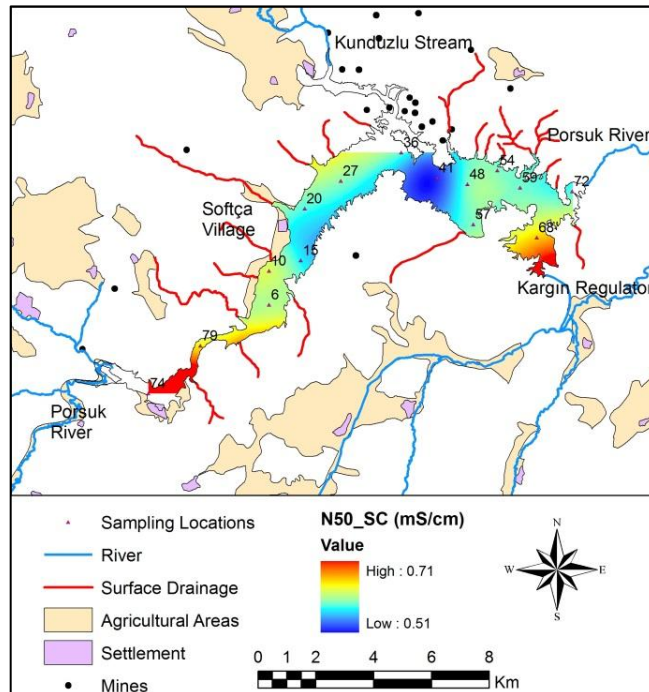 Kunduzlu Stream
Porsuk River
36
54
41
48
59
72
27
20
57
Softça
Village
68
15
10
Kargın Regulator
6
79
74
Porsuk
River
Sampling Locations
River
Surface Drainage
Agricultural Areas
Settlement
Mines
N50_SC (mS/cm)
Value
High : 0.71
Low : 0.51
N
W
E
S
0 1 2 4 6 8
Km